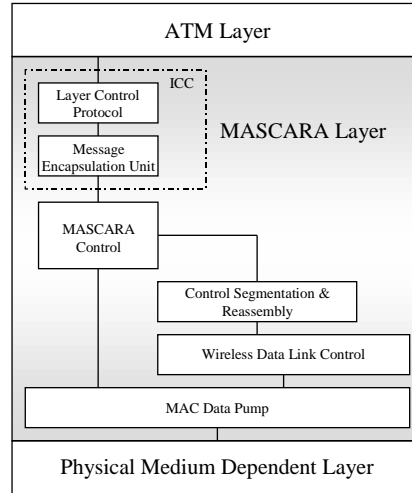 ATM Layer
ICC
Layer Control
Protocol
MASCARA Layer
Message
Encapsulation Unit
MASCARA
Control
Control Segmentation &
Reassembly
Wireless Data Link Control
MAC Data Pump
Physical Medium Dependent Layer